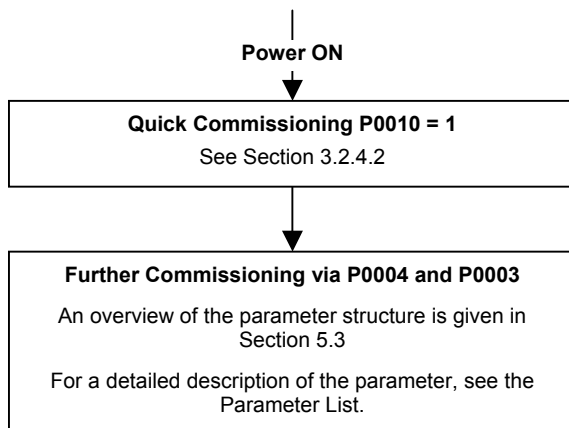 Power ON
Quick Commissioning P0010 = 1
See Section 3.2.4.2
Further Commissioning via P0004 and P0003
An overview of the parameter structure is given in
Section 5.3
For a detailed description of the parameter, see the
Parameter List.